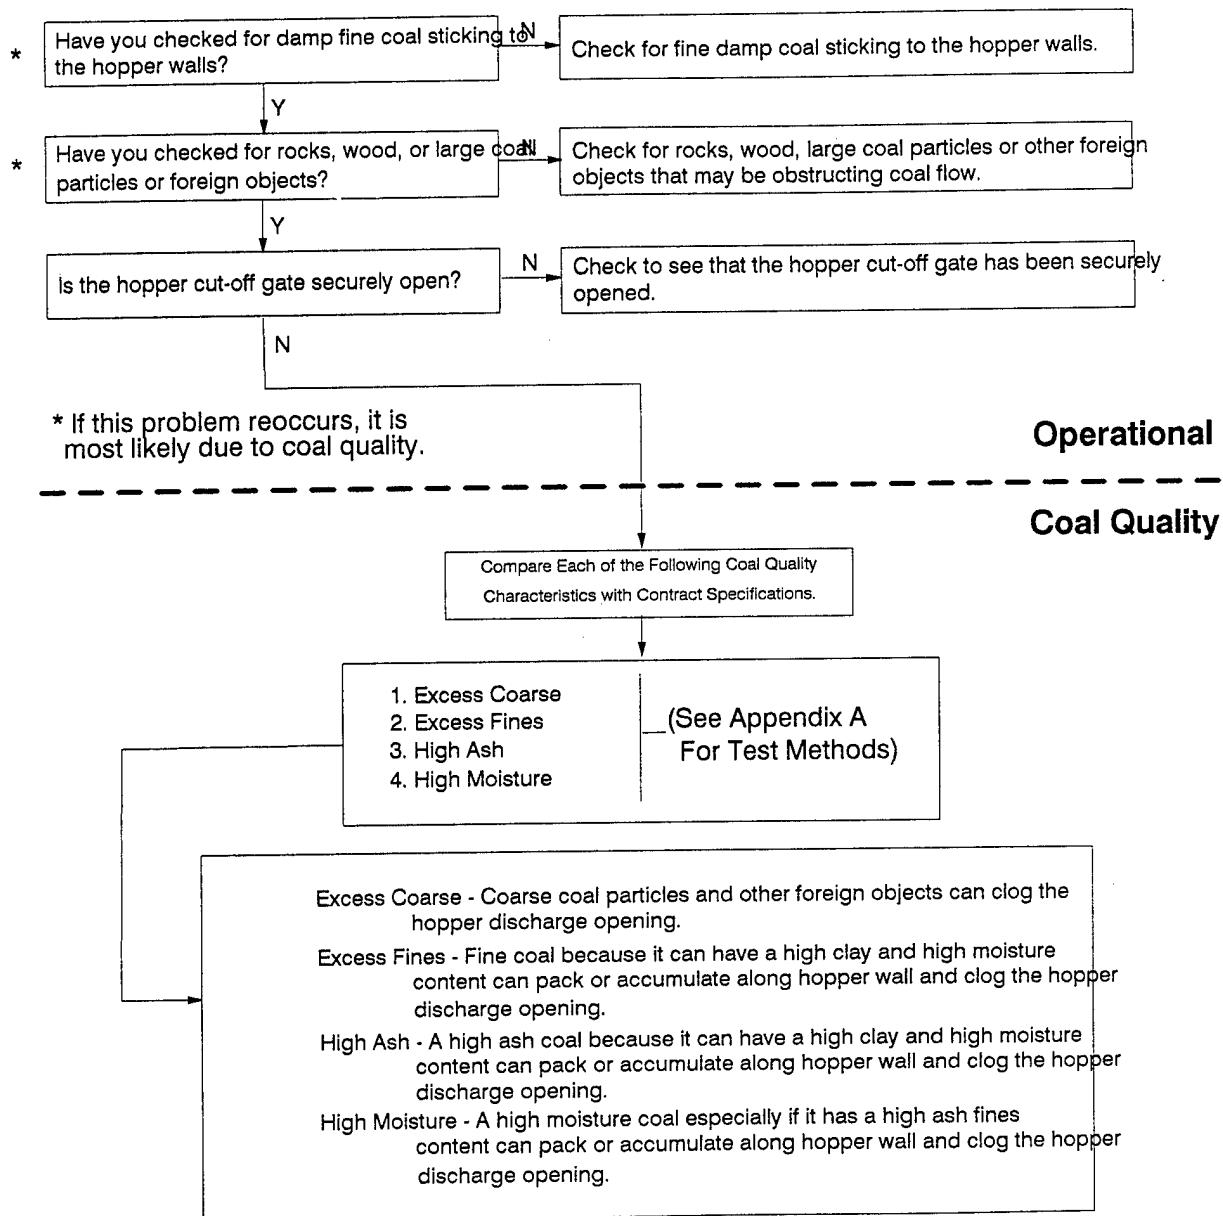 *
Have you checked for damp fine coal sticking to
the hopper walls?
N
Check for fine damp coal sticking to the hopper walls.
Y
*
Have you checked for rocks, wood, or large coal
particles or foreign objects?
N
Check for rocks, wood, large coal particles or other foreign
objects that may be obstructing coal flow.
Y
Is the hopper cut-off gate securely open?
N
Check to see that the hopper cut-off gate has been securely
opened.
N
* If this problem reoccurs, it is
most likely due to coal quality.
Operational
Coal Quality
Compare Each of the Following Coal Quality
Characteristics with Contract Specifications.
1. Excess Coarse
2. Excess Fines
3. High Ash
4. High Moisture
(See Appendix A
For Test Methods)
Excess Coarse - Coarse coal particles and other foreign objects can clog the
hopper discharge opening.
Excess Fines - Fine coal because it can have a high clay and high moisture
content can pack or accumulate along hopper wall and clog the hopper
discharge opening.
High Ash - A high ash coal because it can have a high clay and high moisture
content can pack or accumulate along hopper wall and clog the hopper
discharge opening.
High Moisture - A high moisture coal especially if it has a high ash fines
content can pack or accumulate along hopper wall and clog the hopper
discharge opening.